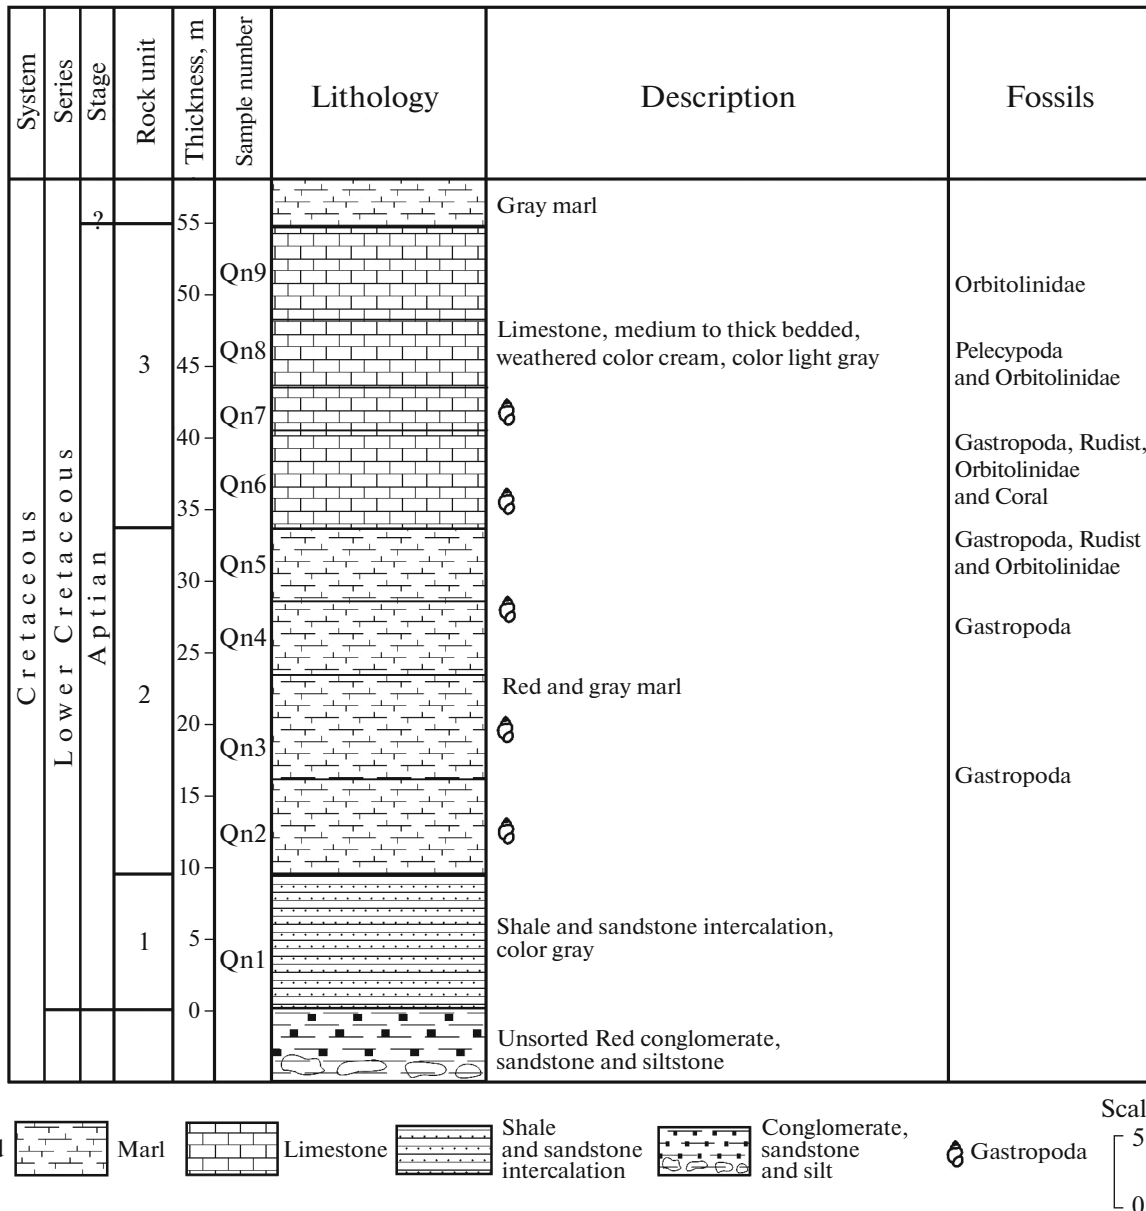 System
Series
Stage
Rock unit
Thickness, m
Sample number
Lithology
Description
Fossils
Cretaceous
Lower Cretaceous
Aptian
?
3
2
1
55
50
45
40
35
30
25
20
15
10
5
0
Qn9
Qn8
Qn7
Qn6
Qn5
Qn4
Qn3
Qn2
Qn1
Gray marl
Limestone, medium to thick bedded,
weathered color cream, color light gray
Red and gray marl
Shale and sandstone intercalation,
color gray
Unsorted Red conglomerate,
sandstone and siltstone
Orbitolinidae
Pelecypoda
and Orbitolinidae
Gastropoda, Rudist,
Orbitolinidae
and Coral
Gastropoda, Rudist
and Orbitolinidae
Gastropoda
Gastropoda
Marl
Limestone
Shale
and sandstone
intercalation
Conglomerate,
sandstone
and silt
Gastropoda
Scal
5
0